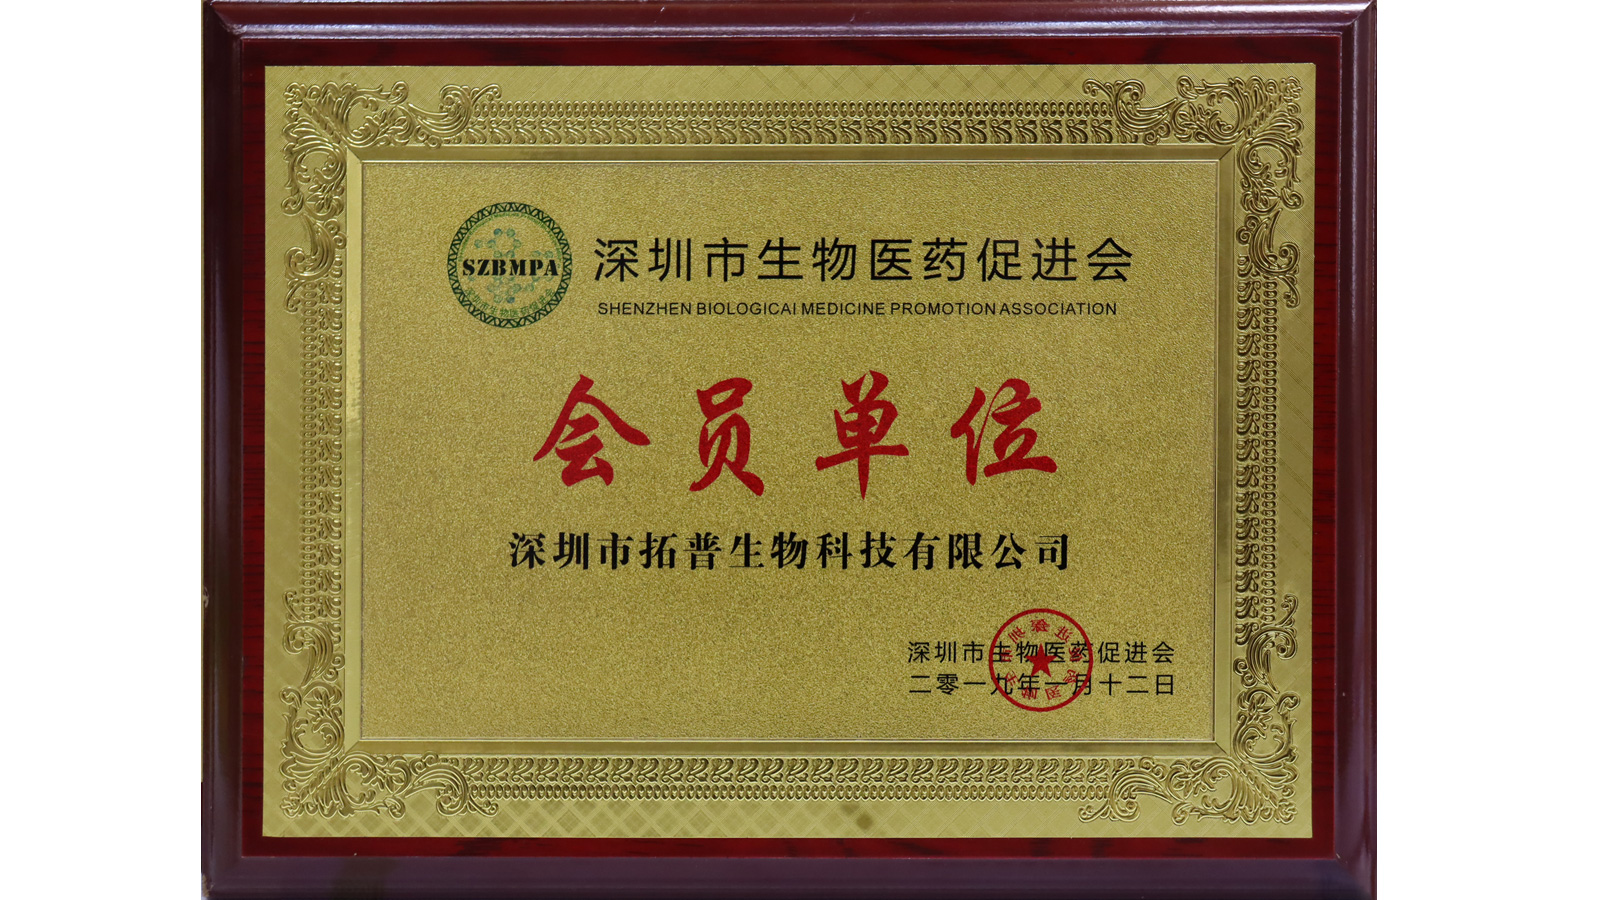 SZBMPA
深圳市生物医药促进会
SHENZHEN BIOLOGICAI MEDICINE PROMOTION ASSOCIATION
会员单位
深圳市拓普生物科技有限公司
深圳市生物医药促进会
二零一九年一月十二日